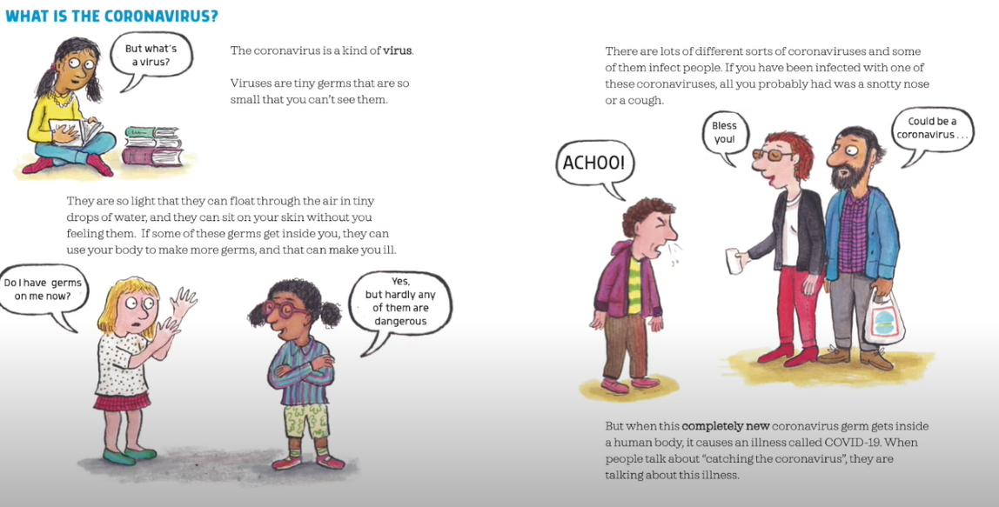 WHAT IS THE CORONAVIRUS?
But what's
a virus?
The coronavirus is a kind of virus.
Viruses are tiny germs that are so
small that you can't see them.
They are so light that they can float through the air in tiny
drops of water, and they can sit on your skin without you
feeling them. If some of these germs get inside you, they can
use your body to make more germs, and that can make you ill.
Do I have germs
on me now?
Yes,
but hardly any
of them are
dangerous
There are lots of different sorts of coronaviruses and some
of them infect people. If you have been infected with one of
these coronaviruses, all you probably had was a snotty nose
or a cough.
ACHOO!
Bless
you!
Could be a
coronavirus...
But when this completely new coronavirus germ gets inside
a human body, it causes an illness called COVID-19. When
people talk about "catching the coronavirus", they are
talking about this illness.